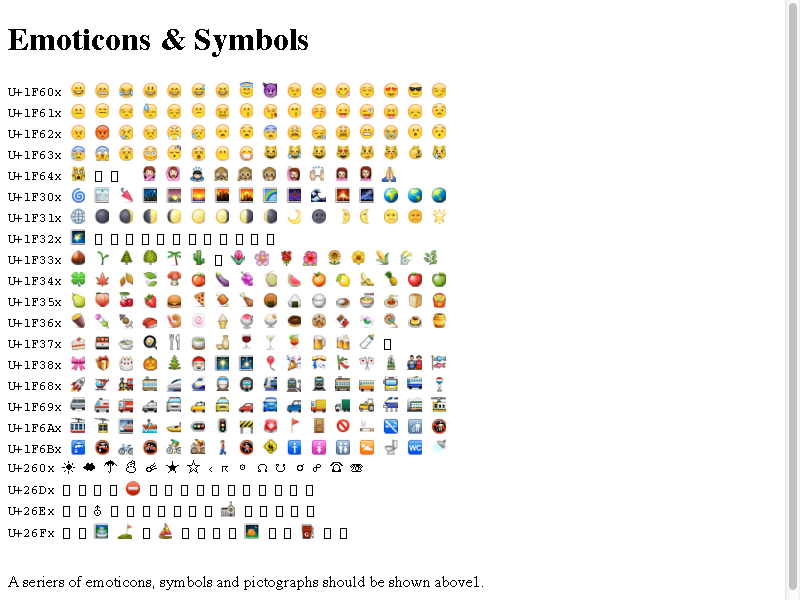 Emoticons & Symbols
U+1F60x
U+1F61x
U+1F62x
U+1F63x
U+1F64x
U+1F30x
U+1F31x
U+1F32x
U+1F33x
U+1F34x
U+1F35x
U+1F36x
U+1F37x
U+1F38x
U+1F68x
U+1F69x
U+1F6Ax
U+1F6Bx
U+260x
U+26Dx
U+26Ex
U+26Fx
A seriers of emoticons, symbols and pictographs should be shown above1.